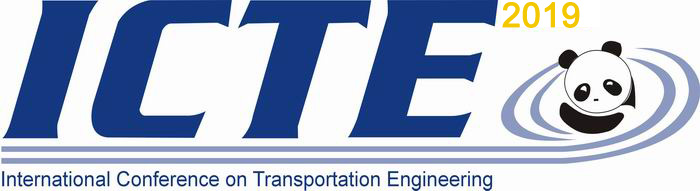 ICTE 2019
International Conference on Transportation Engineering